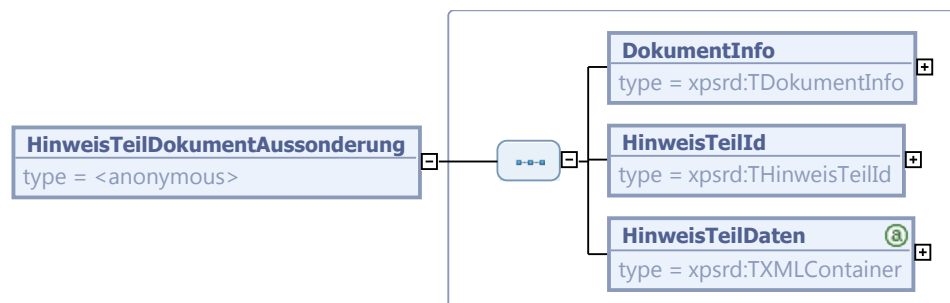 DokumentInfo
type = xpsrd:TDokumentInfo
HinweisTeilDokumentAussonderung
type = <anonymous>
HinweisTeilId
type = xpsrd:THinweisTeilId
HinweisTeilDaten a
type = xpsrd:TXMLContainer